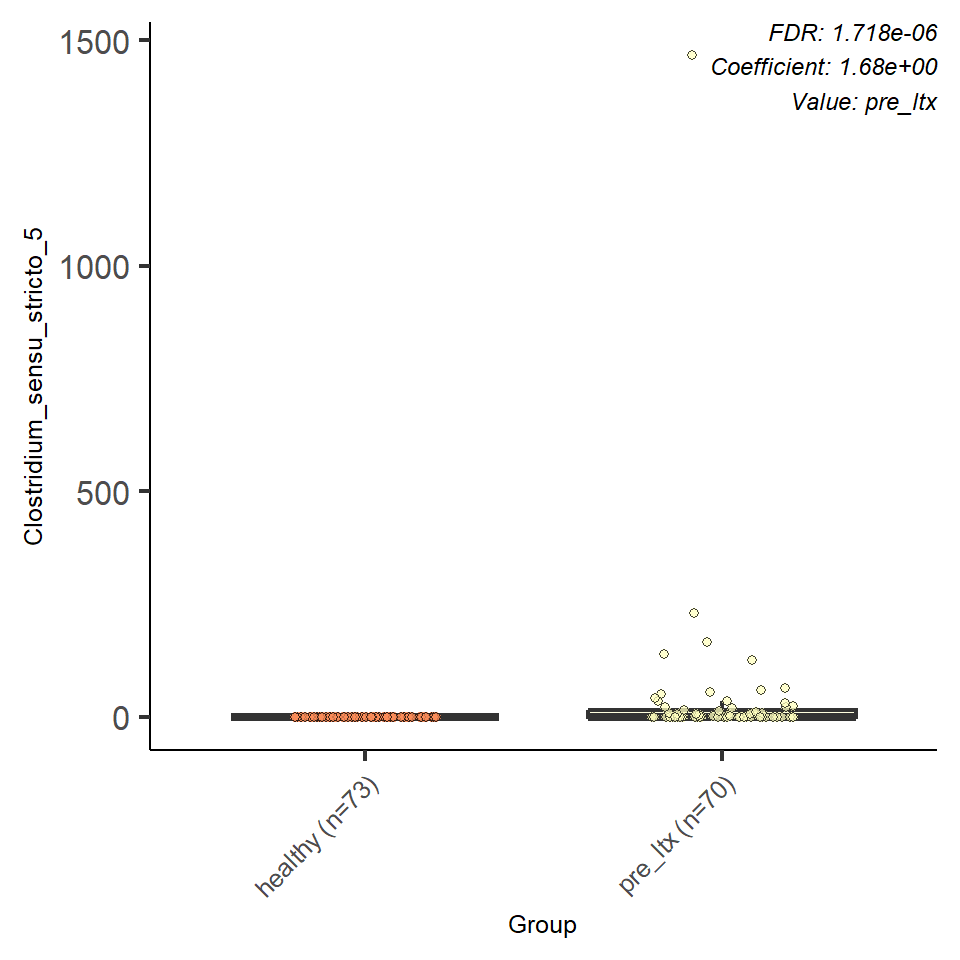 FDR: 1.718e-06
Coefficient: 1.68e+00
Value: pre_ltx
1500
1000
500
0
Clostridium_sensu_stricto_5
healthy (n=73)
pre_ltx (n=70)
Group